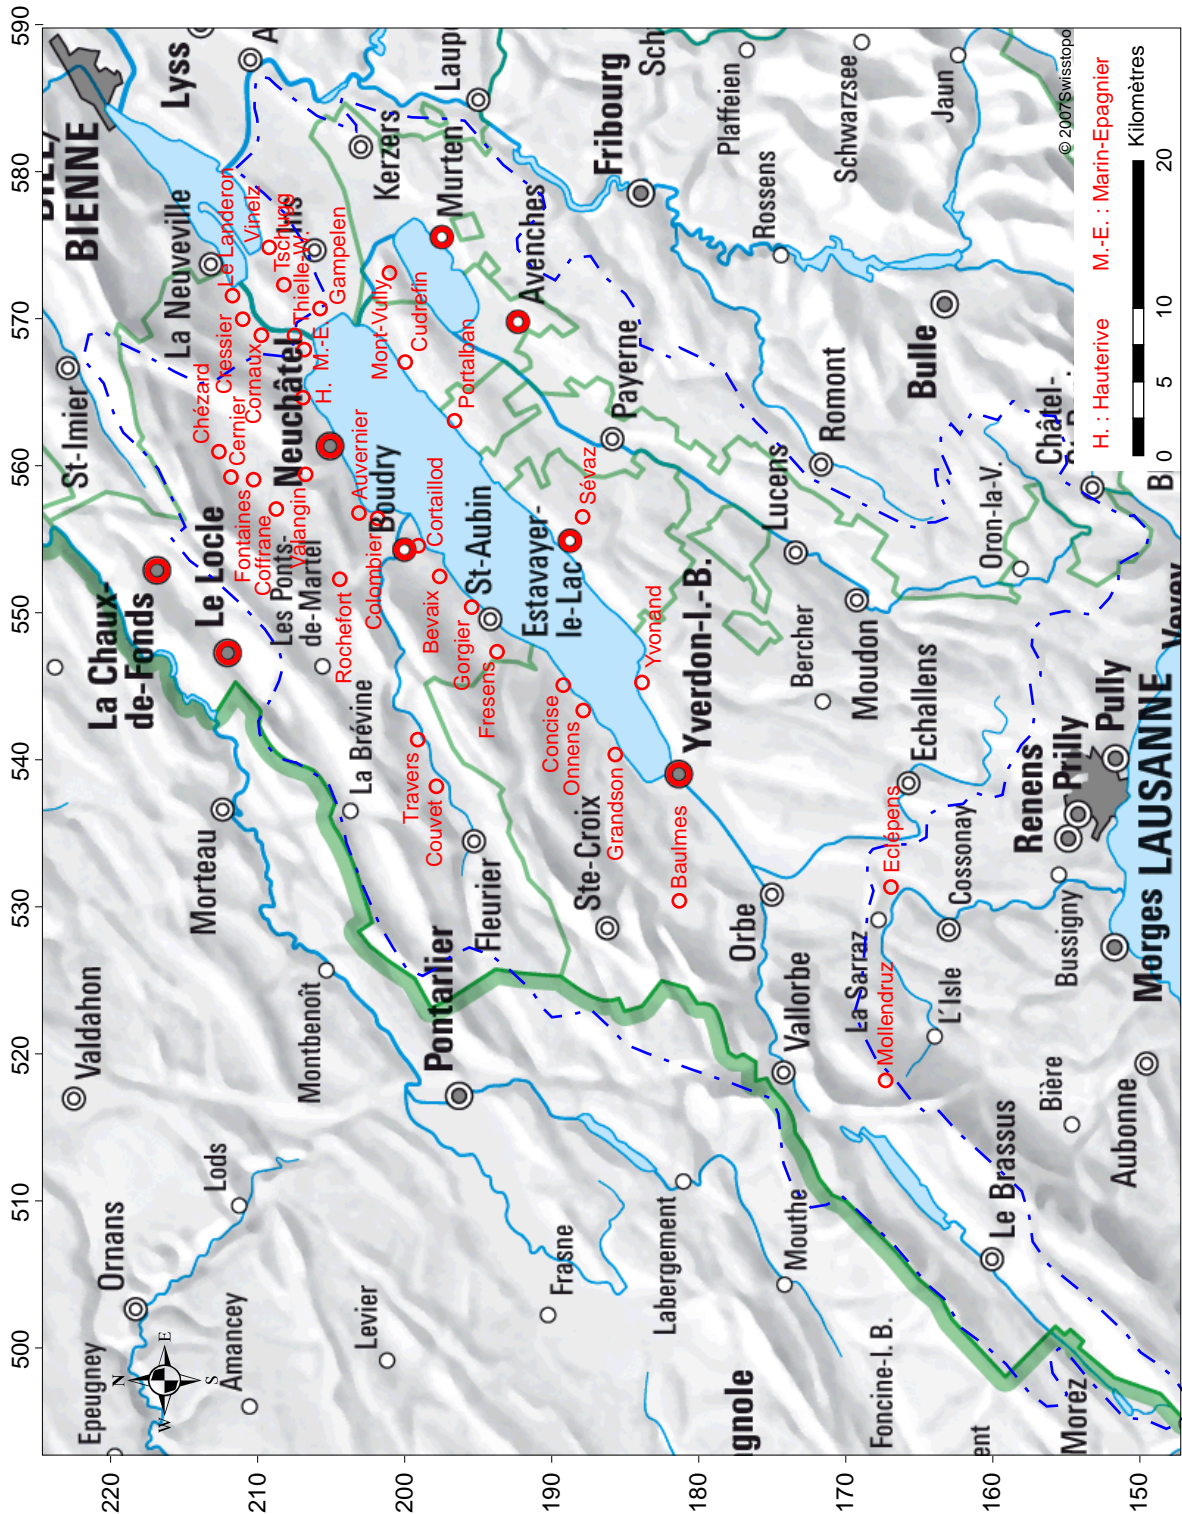 590
580
570
560
550
540
530
520
510
500
220
210
200
190
180
170
160
150
BIENNE
Lyss
La Neuveville
Le Landeron
Vinelz
Tschugg
Ins
Thielle-W.
Gampelen
Kerzers
Murten
Laup
Fribourg
Sch
Plaffeien
Schwarzsee
Jaun
Rossens
Avenches
Mont-Vully
Cudrefin
Portalban
Payerne
Romont
Bulle
Châtel-
St-Imier
Chézard
Cressier
Cernier
Cornaux
Neuchâtel
H.
M.-E
Fontaines
Coffrane
Valangin
Auvernier
Boudry
Colombier
Cortaillod
La Chaux-
de-Fonds
Le Locle
Les Ponts-
de-Martel
Rochefort
Bevaix
Gorgier
St-Aubin
Fresens
Estavayer-
le-Lac
Sévaz
Lucens
Oron-la-V.
Yvonand
Yverdon-l.-B.
Bercher
Moudon
Echallens
Concise
Onnens
Grandson
Ste-Croix
Baulmes
La Brévine
Travers
Couvet
Fleurier
Morteau
Montbenoît
Pontarlier
Valdahon
Ornans
Lods
Epeugney
Amancey
Levier
Frasne
Labergement
Mouthe
Foncine-l. B.
gnole
ent
Morez
Le Brassus
Orbe
Vallorbe
La Sarraz
Mollendruz
L'Isle
Eclépens
Cossonay
Bussigny
Renens
Prilly
Pully
LAUSANNE
Morges
Vevey
Bière
Aubonne
N
E
S
W
©2007Swisstopo
H. : Hauterive
M.-E. : Marin-Epagnier
Kilomètres
0
5
10
20